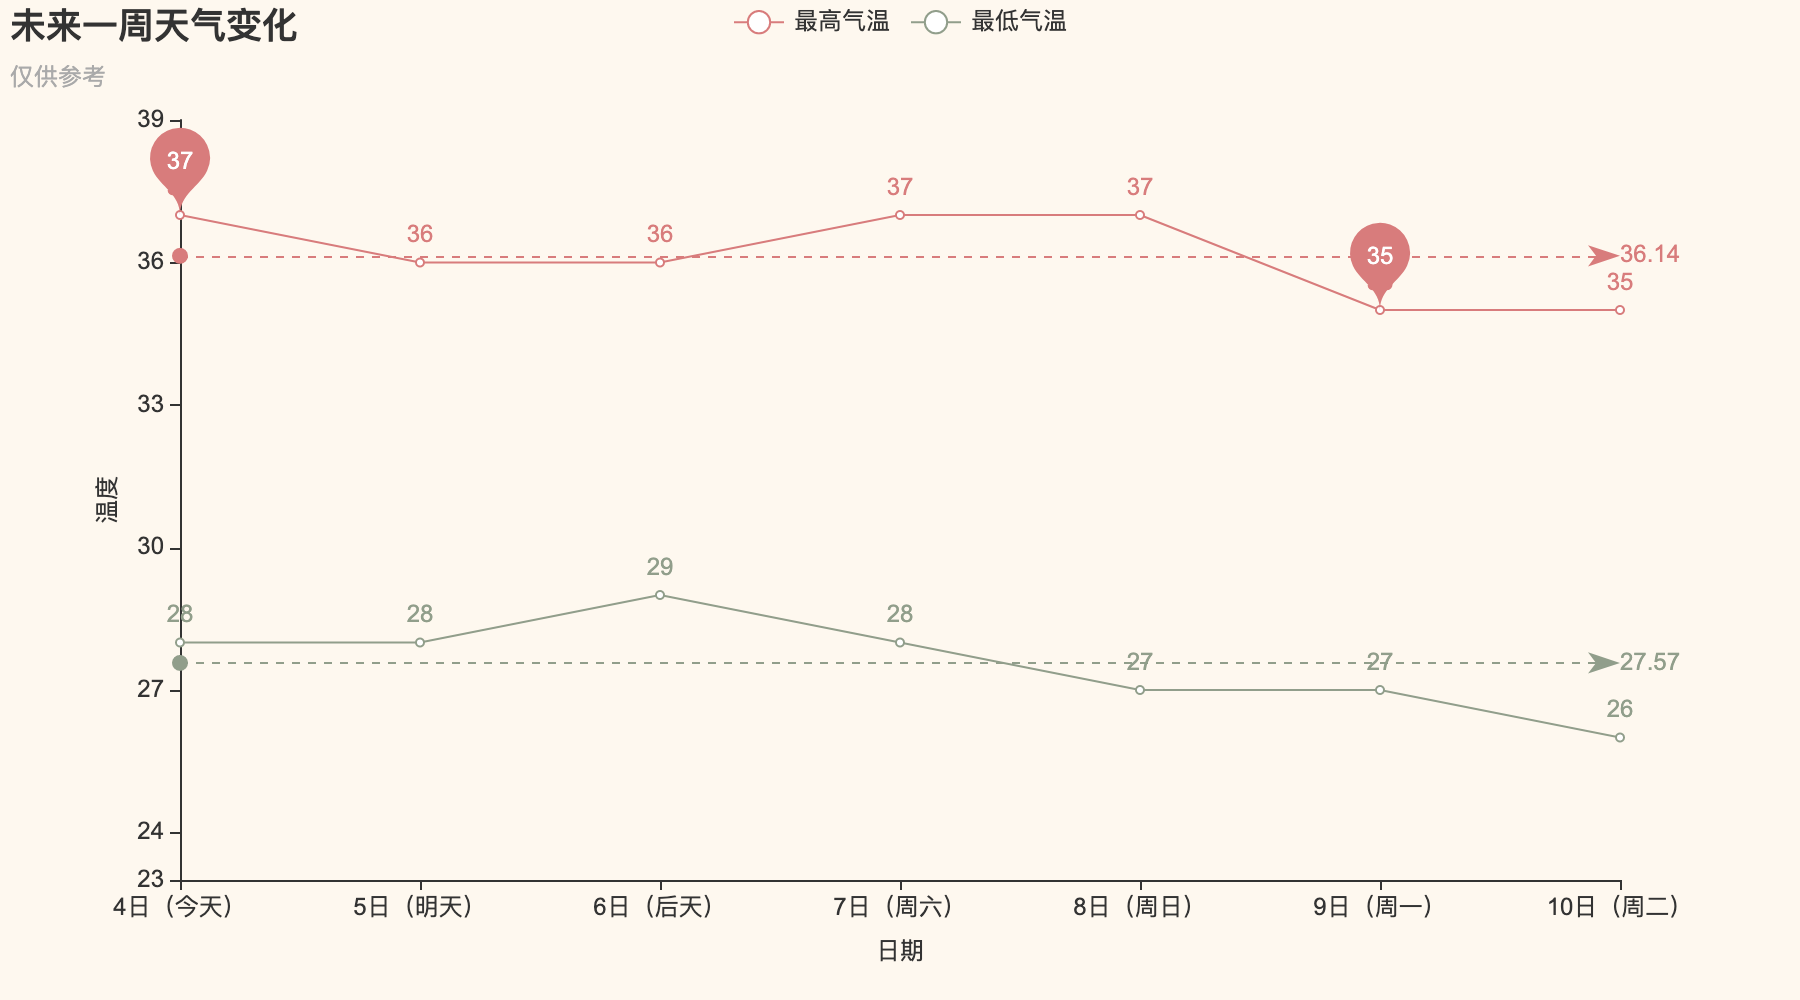 未来一周天气变化
仅供参考
最高气温
最低气温
39
36
33
30
27
24
23
温度
37
36
36
37
37
35
35
36.14
28
28
29
28
27
27
26
27.57
4日（今天）
5日（明天）
6日（后天）
7日（周六）
8日（周日）
9日（周一）
10日（周二）
日期